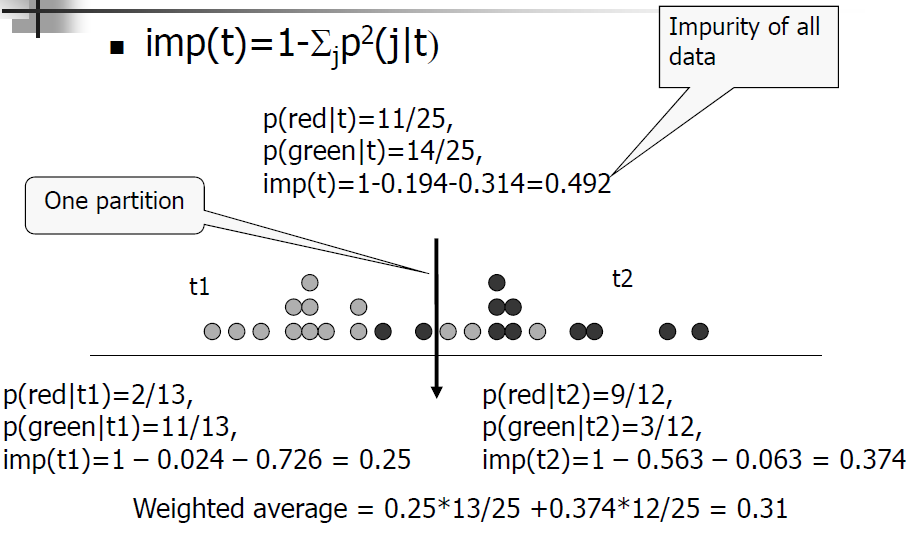 imp(t)=1-Σⱼp²(j|t)
Impurity of all
data
p(red|t)=11/25,
p(green|t)=14/25,
imp(t)=1-0.194-0.314=0.492
One partition
t1
t2
p(red|t1)=2/13,
p(green|t1)=11/13,
imp(t1)=1 – 0.024 – 0.726 = 0.25
p(red|t2)=9/12,
p(green|t2)=3/12,
imp(t2)=1 – 0.563 – 0.063 = 0.374
Weighted average = 0.25*13/25 +0.374*12/25 = 0.31